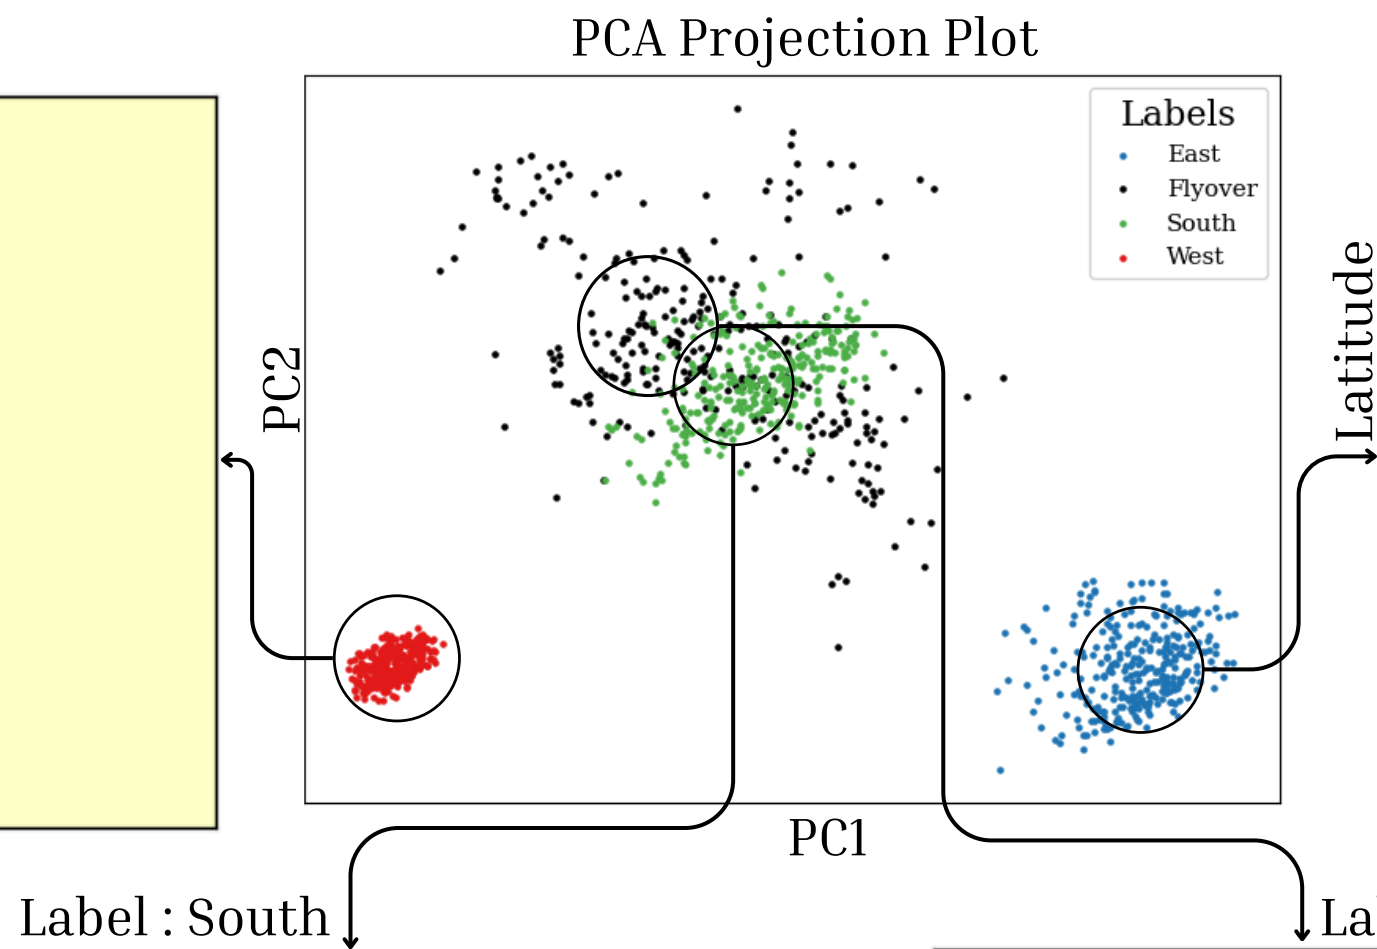 PCA Projection Plot
Labels
East
Flyover
South
West
Latitude
PC2
PC1
Label : South
La